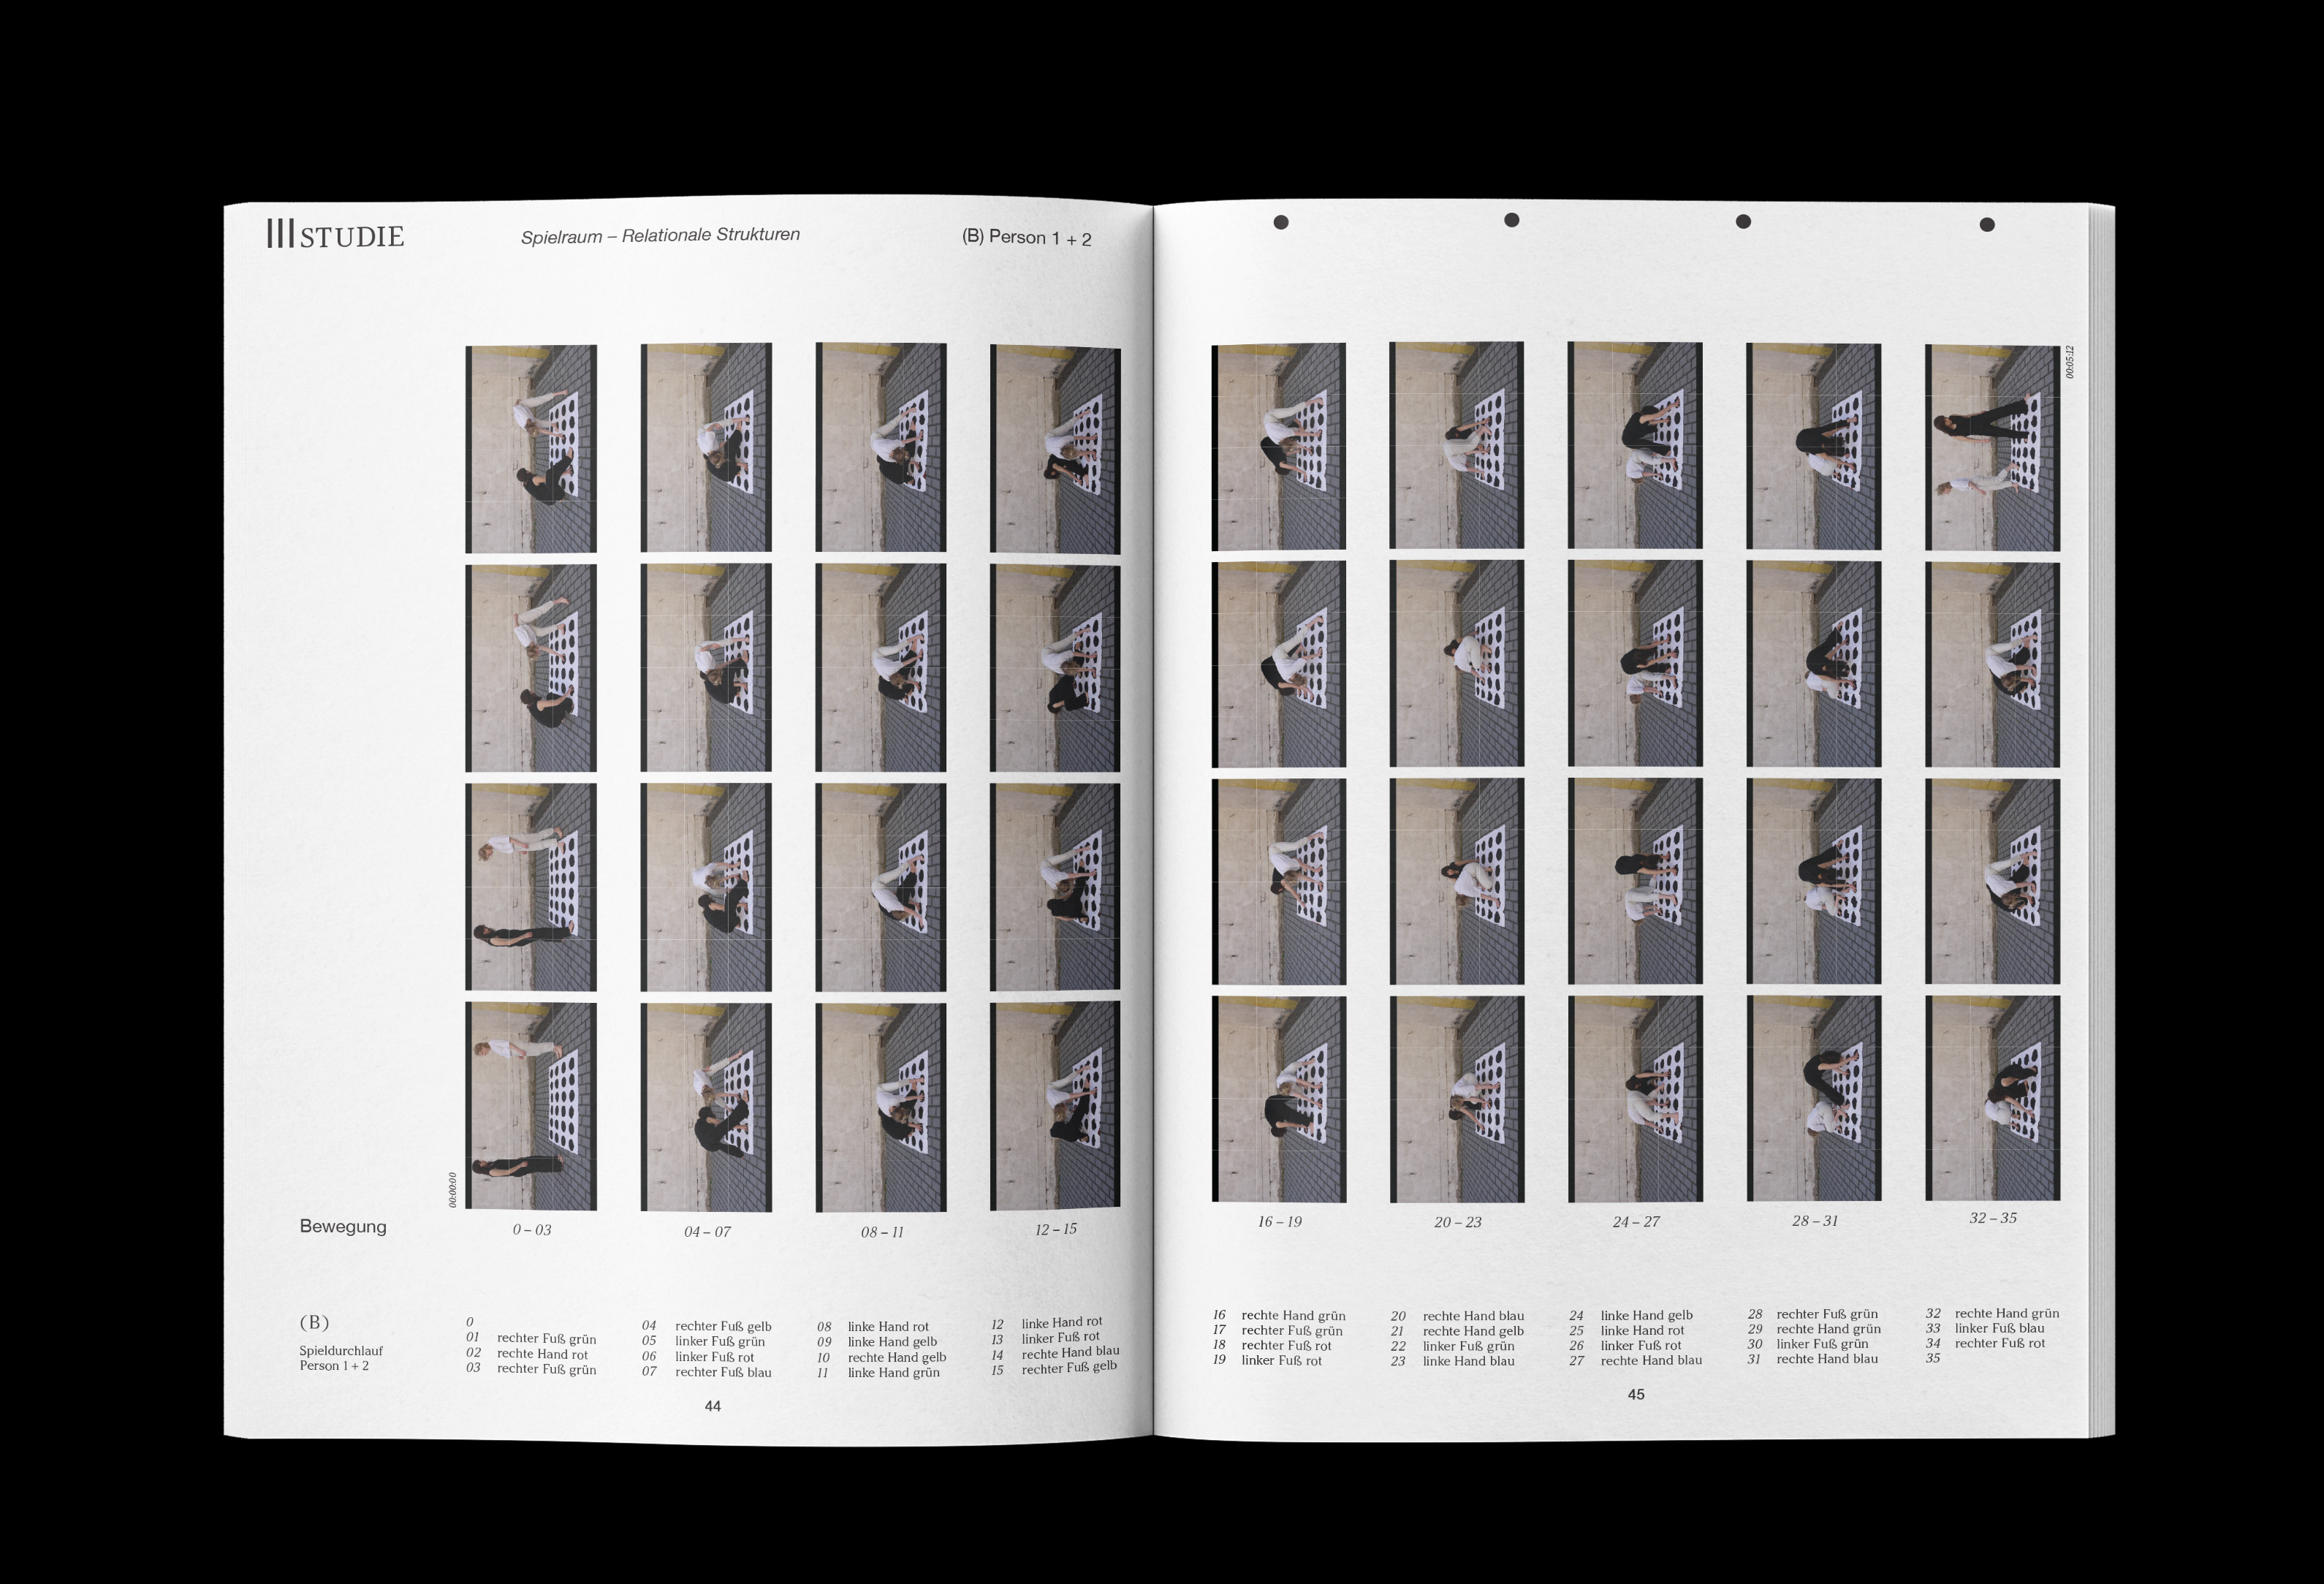 III STUDIE
Spielraum – Relationale Strukturen
(B) Person 1 + 2
00:00:00
Bewegung
0 – 03
04 – 07
08 – 11
12 – 15
(B)
Spieldurchlauf
Person 1 + 2
0
01 rechter Fuß grün
02 rechte Hand rot
03 rechter Fuß grün
04 rechter Fuß gelb
05 linker Fuß grün
06 linker Fuß rot
07 rechter Fuß blau
08 linke Hand rot
09 linke Hand gelb
10 rechte Hand gelb
11 linke Hand grün
12 linke Hand rot
13 linker Fuß rot
14 rechte Hand blau
15 rechter Fuß gelb
44
00:05:12
16 – 19
20 – 23
24 – 27
28 – 31
32 – 35
16 rechte Hand grün
17 rechter Fuß grün
18 rechter Fuß rot
19 linker Fuß rot
20 rechte Hand blau
21 rechte Hand gelb
22 linker Fuß grün
23 linke Hand blau
24 linke Hand gelb
25 linke Hand rot
26 linker Fuß rot
27 rechte Hand blau
28 rechter Fuß grün
29 rechte Hand grün
30 linker Fuß grün
31 rechte Hand blau
32 rechte Hand grün
33 linker Fuß blau
34 rechter Fuß rot
35
45